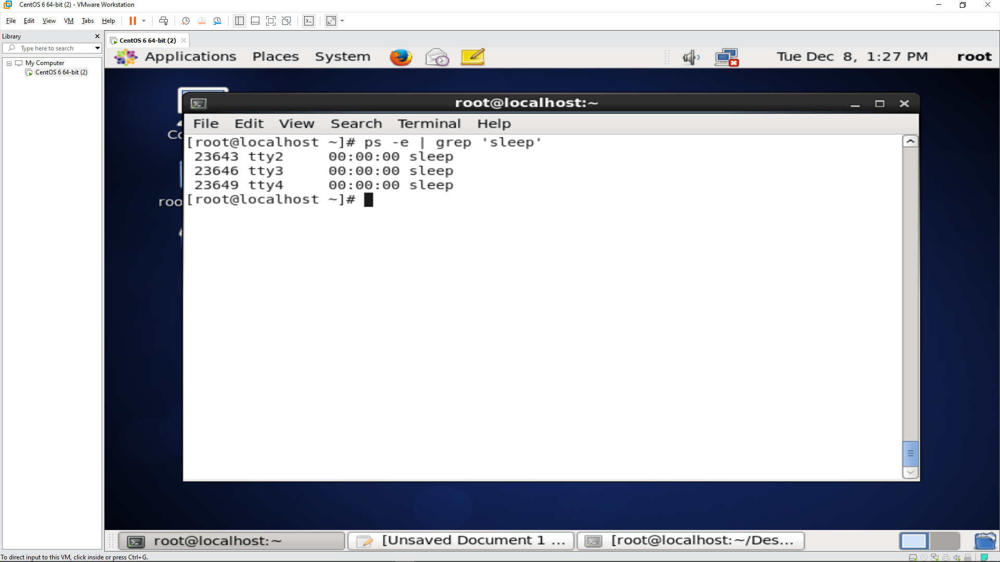 CentOS 6 64-bit (2) - VMware Workstation
File Edit View VM Tabs Help
Library
CentOS 6 64-bit (2)
Type here to search
My Computer
CentOS 6 64-bit (2)
Applications Places System Tue Dec 8, 1:27 PM root
root@localhost:~
File Edit View Search Terminal Help
[root@localhost ~]# ps -e | grep 'sleep'
23643 tty2 00:00:00 sleep
23646 tty3 00:00:00 sleep
23649 tty4 00:00:00 sleep
[root@localhost ~]#
root@localhost:~ [Unsaved Document 1 ... [root@localhost:~/Des...
To direct input to this VM, click inside or press Ctrl+G.